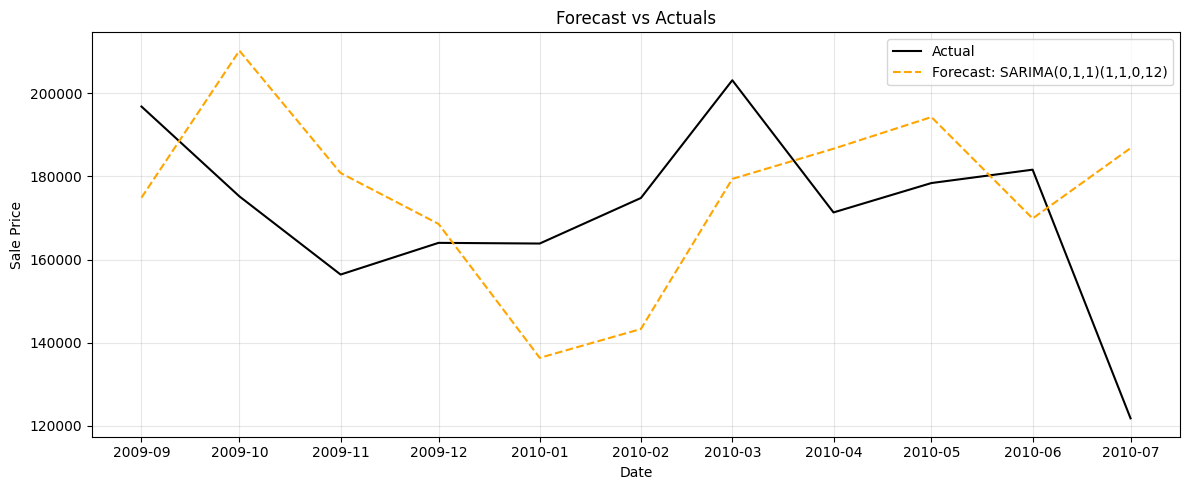 Forecast vs Actuals
Actual
Forecast: SARIMA(0,1,1)(1,1,0,12)
Sale Price
200000
180000
160000
140000
120000
2009-09 2009-10 2009-11 2009-12 2010-01 2010-02 2010-03 2010-04 2010-05 2010-06 2010-07
Date